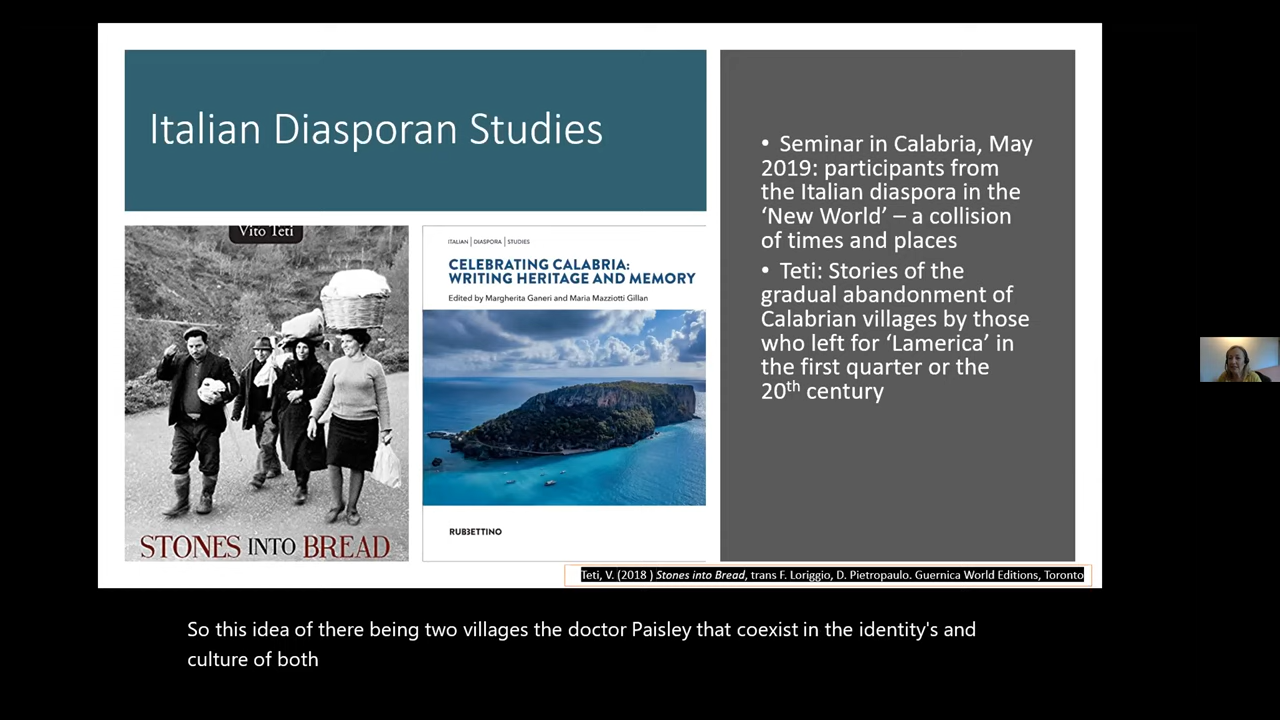 Italian Diasporan Studies
Vito Teti
STONES INTO BREAD
ITALIAN | DIASPORA | STUDIES
CELEBRATING CALABRIA:
WRITING HERITAGE AND MEMORY
Edited by Margherita Ganeri and Maria Mazziotti Gillan
RUBBETTINO
• Seminar in Calabria, May
2019: participants from
the Italian diaspora in the
‘New World’ – a collision
of times and places
• Teti: Stories of the
gradual abandonment of
Calabrian villages by those
who left for ‘Lamerica’ in
the first quarter or the
20th century
Teti, V. (2018 ) Stones into Bread, trans F. Loriggio, D. Pietropaulo. Guernica World Editions, Toronto
So this idea of there being two villages the doctor Paisley that coexist in the identity's and
culture of both